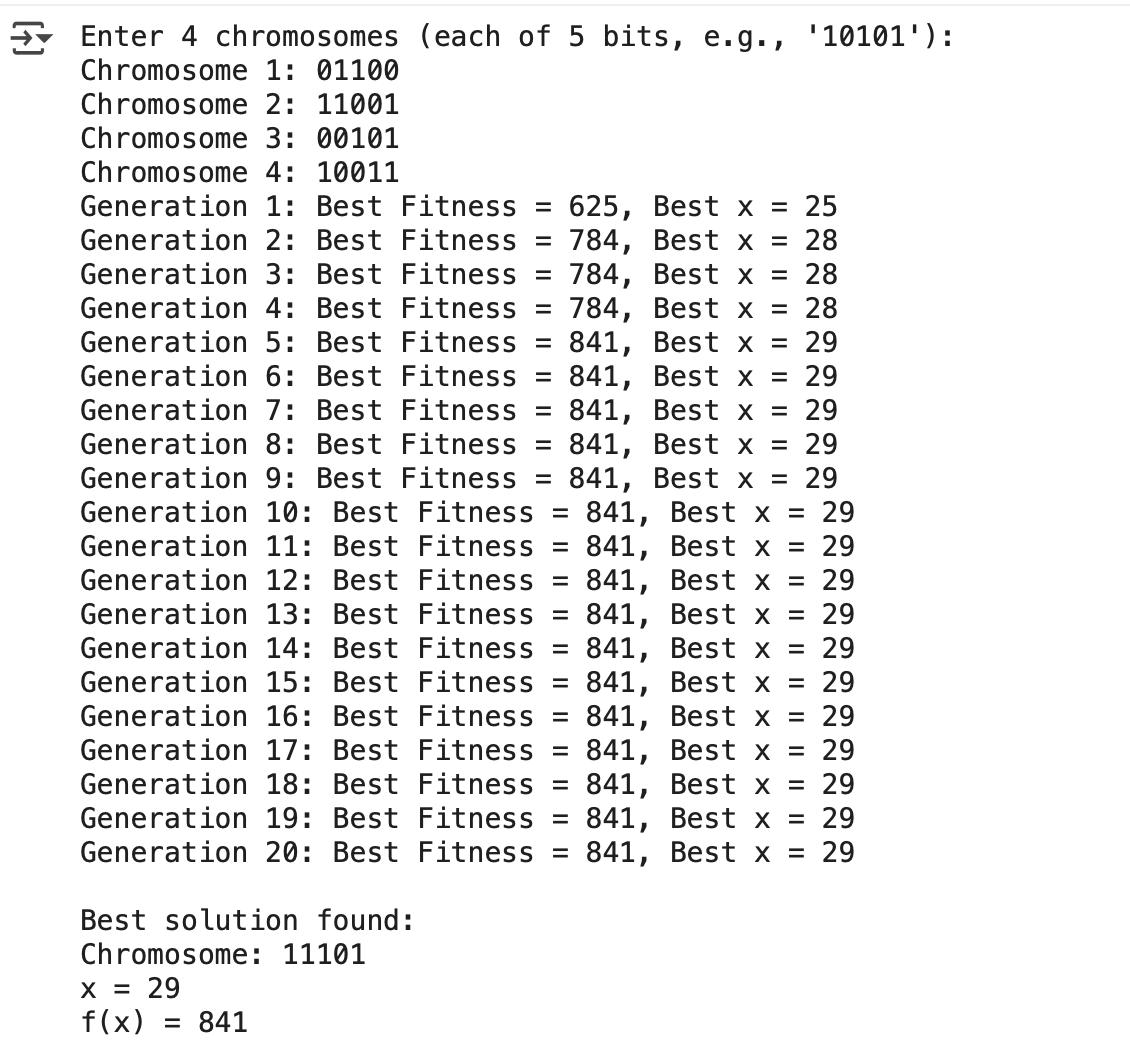 Enter 4 chromosomes (each of 5 bits, e.g., '10101'):
Chromosome 1: 01100
Chromosome 2: 11001
Chromosome 3: 00101
Chromosome 4: 10011
Generation 1: Best Fitness = 625, Best x = 25
Generation 2: Best Fitness = 784, Best x = 28
Generation 3: Best Fitness = 784, Best x = 28
Generation 4: Best Fitness = 784, Best x = 28
Generation 5: Best Fitness = 841, Best x = 29
Generation 6: Best Fitness = 841, Best x = 29
Generation 7: Best Fitness = 841, Best x = 29
Generation 8: Best Fitness = 841, Best x = 29
Generation 9: Best Fitness = 841, Best x = 29
Generation 10: Best Fitness = 841, Best x = 29
Generation 11: Best Fitness = 841, Best x = 29
Generation 12: Best Fitness = 841, Best x = 29
Generation 13: Best Fitness = 841, Best x = 29
Generation 14: Best Fitness = 841, Best x = 29
Generation 15: Best Fitness = 841, Best x = 29
Generation 16: Best Fitness = 841, Best x = 29
Generation 17: Best Fitness = 841, Best x = 29
Generation 18: Best Fitness = 841, Best x = 29
Generation 19: Best Fitness = 841, Best x = 29
Generation 20: Best Fitness = 841, Best x = 29

Best solution found:
Chromosome: 11101
x = 29
f(x) = 841